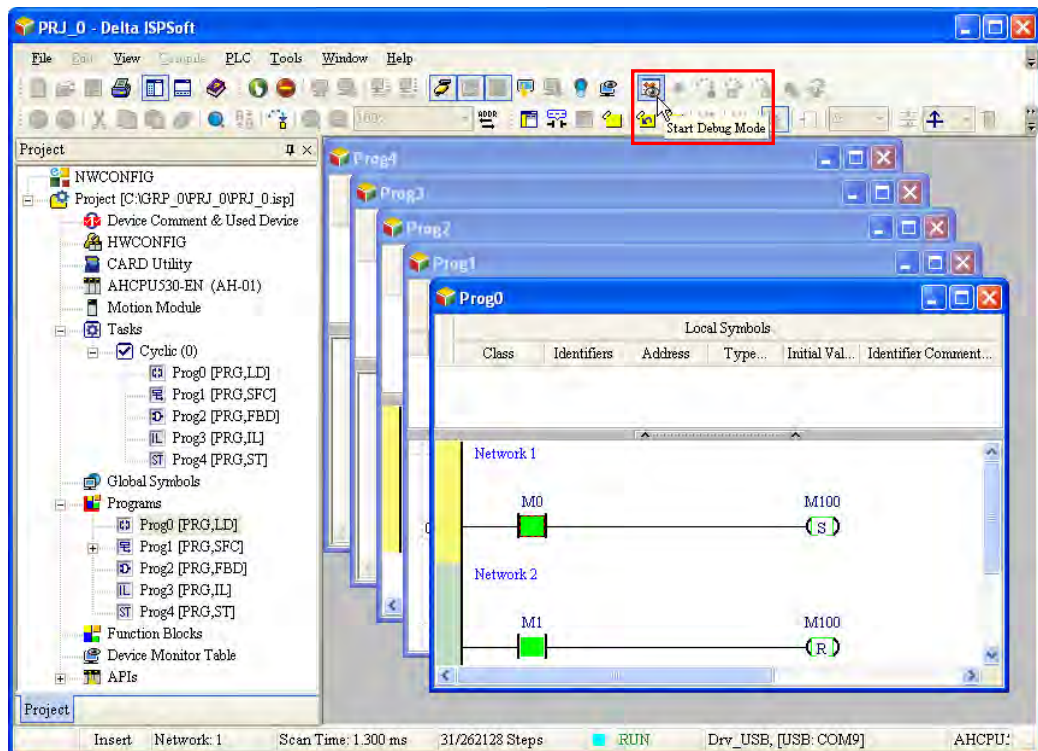 PRJ_0 - Delta ISPSoft
File Edit View Compile PLC Tools Window Help
100%
ADDR
Start Debug Mode
Project
NWCONFIG
Project [C:\GRP_0\PRJ_0\PRJ_0.isp]
Device Comment & Used Device
HWCONFIG
CARD Utility
AHCPU530-EN (AH-01)
Motion Module
Tasks
Cyclic (0)
Prog0 [PRG,LD]
Prog1 [PRG,SFC]
Prog2 [PRG,FBD]
Prog3 [PRG,IL]
Prog4 [PRG,ST]
Global Symbols
Programs
Prog0 [PRG,LD]
Prog1 [PRG,SFC]
Prog2 [PRG,FBD]
Prog3 [PRG,IL]
Prog4 [PRG,ST]
Function Blocks
Device Monitor Table
APIs
Project
Prog4
Prog3
Prog2
Prog1
Prog0
Local Symbols
Class Identifiers Address Type... Initial Val... Identifier Comment...
Network 1
M0 M100
S
Network 2
M1 M100
R
Insert Network: 1 Scan Time: 1.300 ms 31/262128 Steps RUN Drv_USB, [USB: COM9] AHCPU: